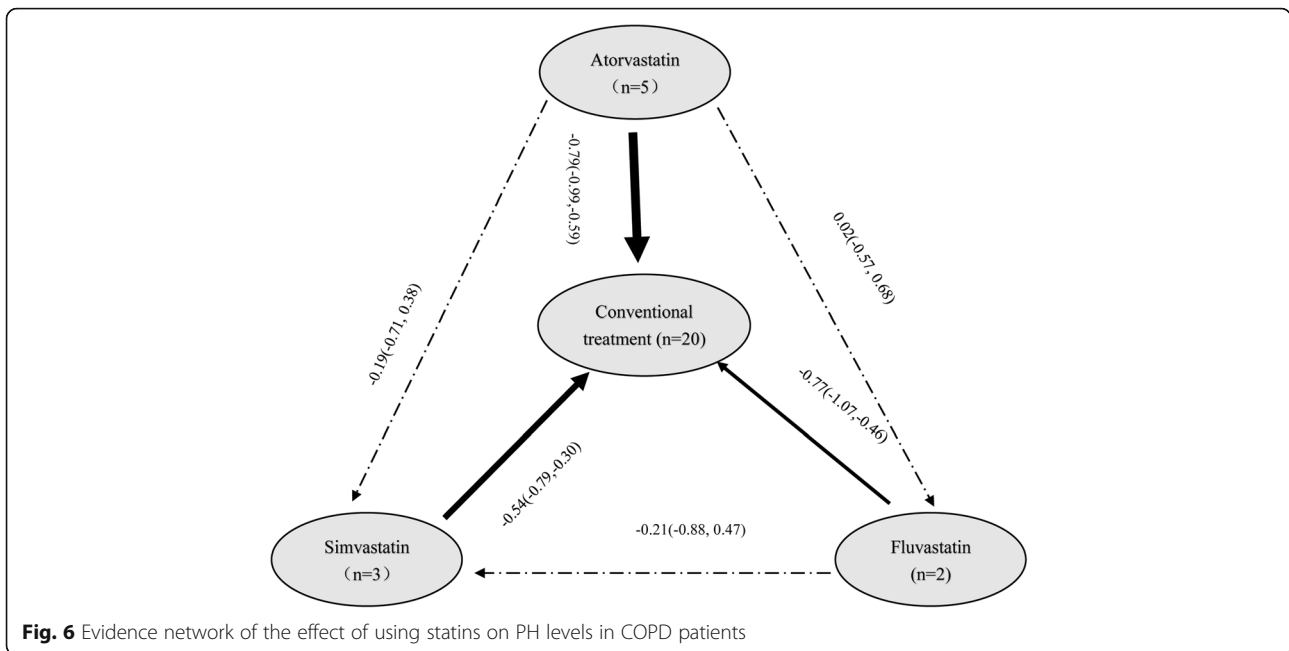 Atorvastatin
（n=5）
-0.79(-0.99,-0.59)
0.02(-0.57, 0.68)
-0.19(-0.71, 0.38)
Conventional
treatment (n=20)
-0.77(-1.07,-0.46)
-0.54(-0.79,-0.30)
-0.21(-0.88, 0.47)
Simvastatin
（n=3）
Fluvastatin
(n=2)
Fig. 6 Evidence network of the effect of using statins on PH levels in COPD patients